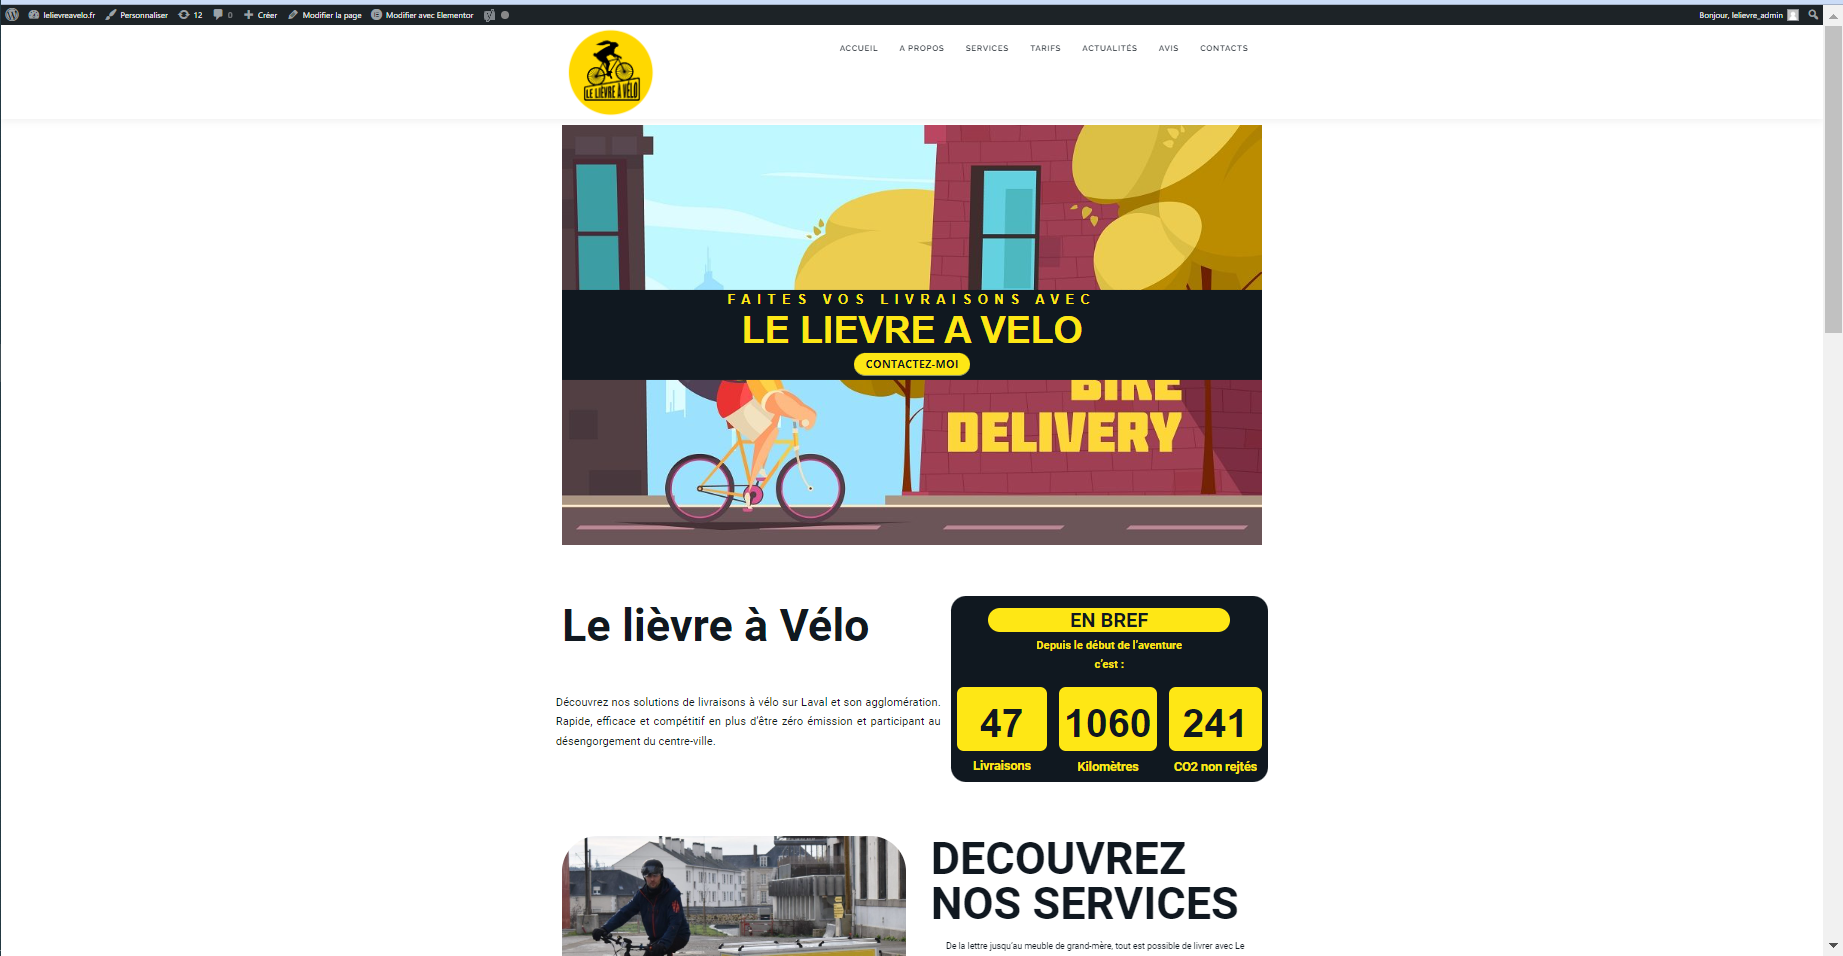 lelievreavelo.fr Personnaliser 12 0 Créer Modifier la page Modifier avec Elementor Bonjour, lelievre_admin
LE LIÈVRE À VÉLO
ACCUEIL A PROPOS SERVICES TARIFS ACTUALITÉS AVIS CONTACTS
FAITES VOS LIVRAISONS AVEC
LE LIEVRE A VELO
CONTACTEZ-MOI
BIKE
DELIVERY
Le lièvre à Vélo
Découvrez nos solutions de livraisons à vélo sur Laval et son agglomération.
Rapide, efficace et compétitif en plus d'être zéro émission et participant au
désengorgement du centre-ville.
EN BREF
Depuis le début de l'aventure
c'est :
47 1060 241
Livraisons Kilomètres CO2 non rejtés
DECOUVREZ
NOS SERVICES
De la lettre jusqu'au meuble de grand-mère, tout est possible de livrer avec Le